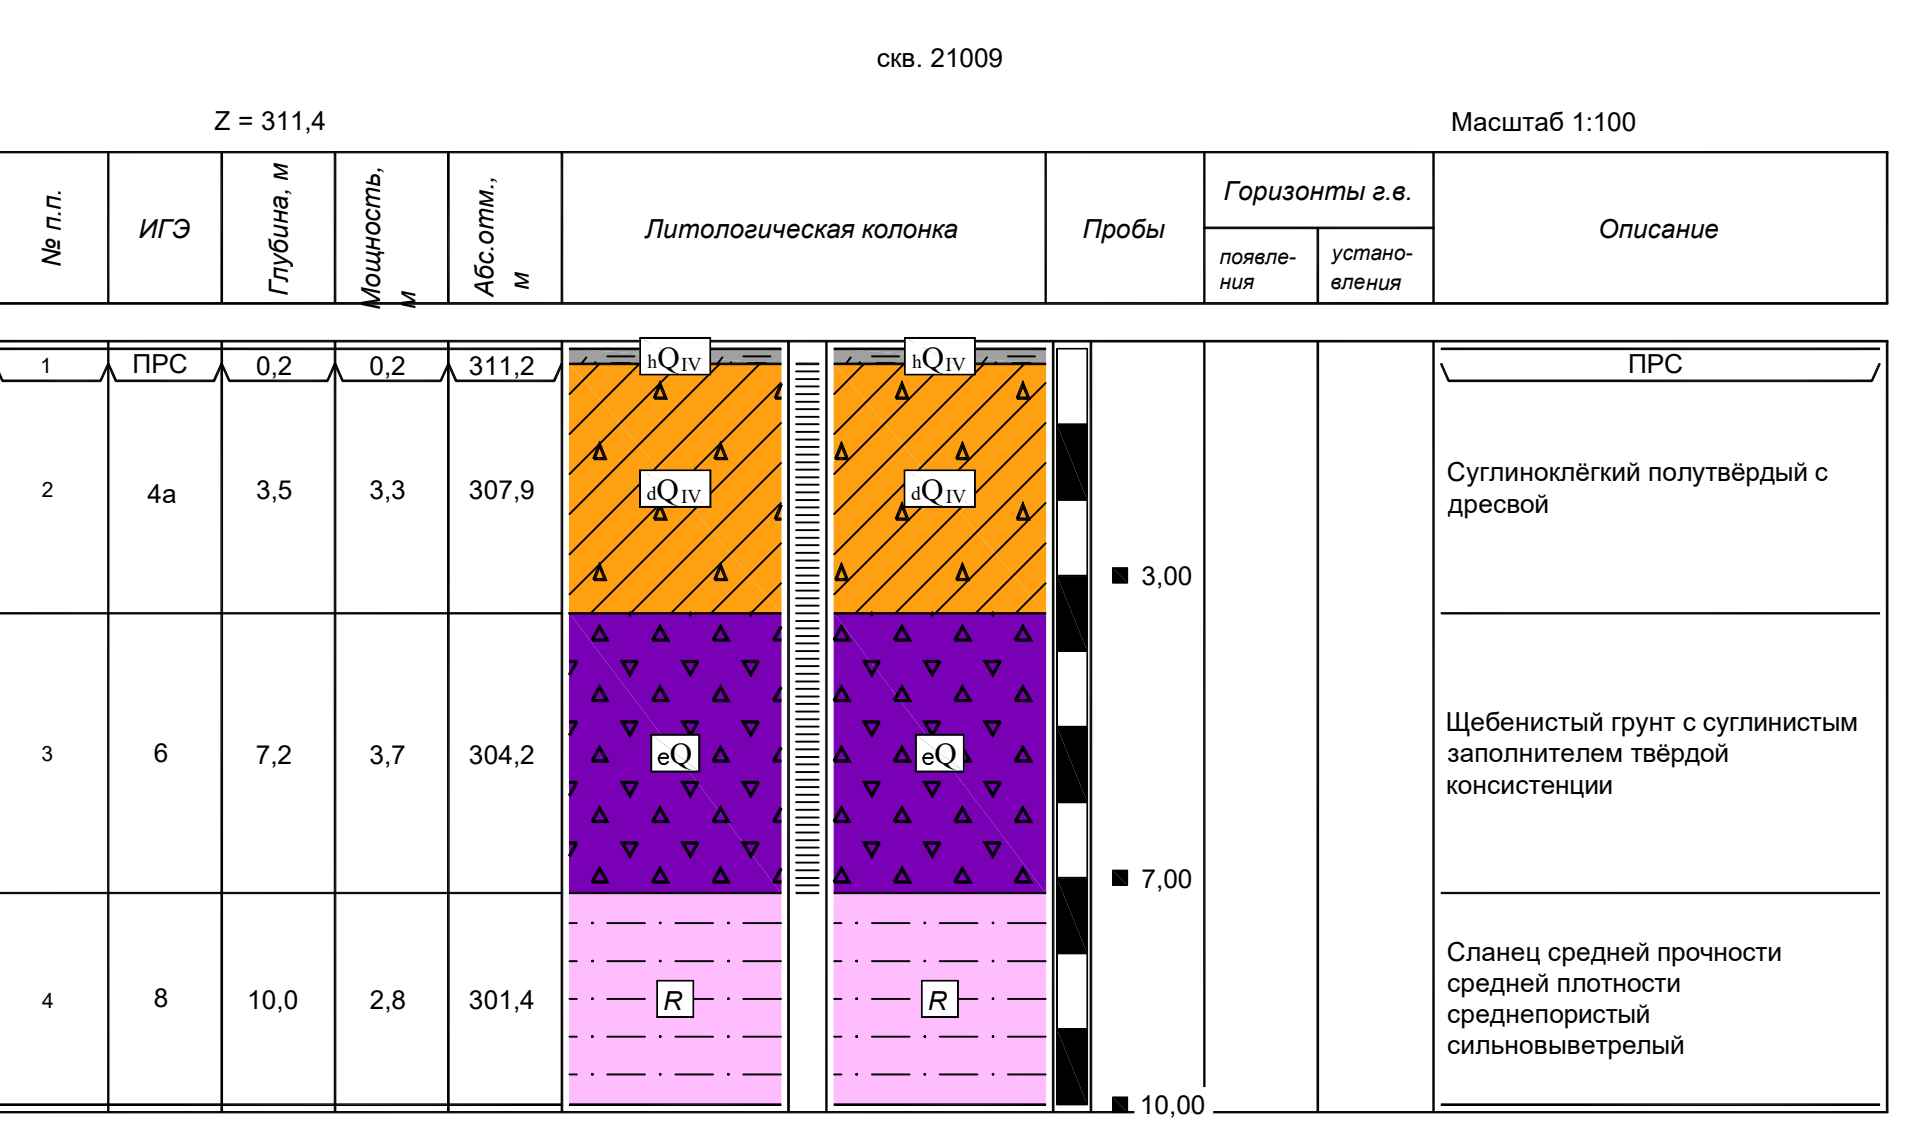 скв. 21009
Z = 311,4
Масштаб 1:100
№ п.п.
ИГЭ
Глубина, м
Мощность,
м
Абс.отм.,
м
Литологическая колонка
Пробы
Горизонты г.в.
появле-
ния
устано-
вления
Описание
1 ПРС 0,2 0,2 311,2 hQIV hQIV ПРС
2 4а 3,5 3,3 307,9 dQIV dQIV
Суглиноклёгкий полутвёрдый с
дресвой
3,00
3 6 7,2 3,7 304,2 eQ eQ
Щебенистый грунт с суглинистым
заполнителем твёрдой
консистенции
7,00
4 8 10,0 2,8 301,4 R R
Сланец средней прочности
средней плотности
среднепористый
сильновыветрелый
10,00